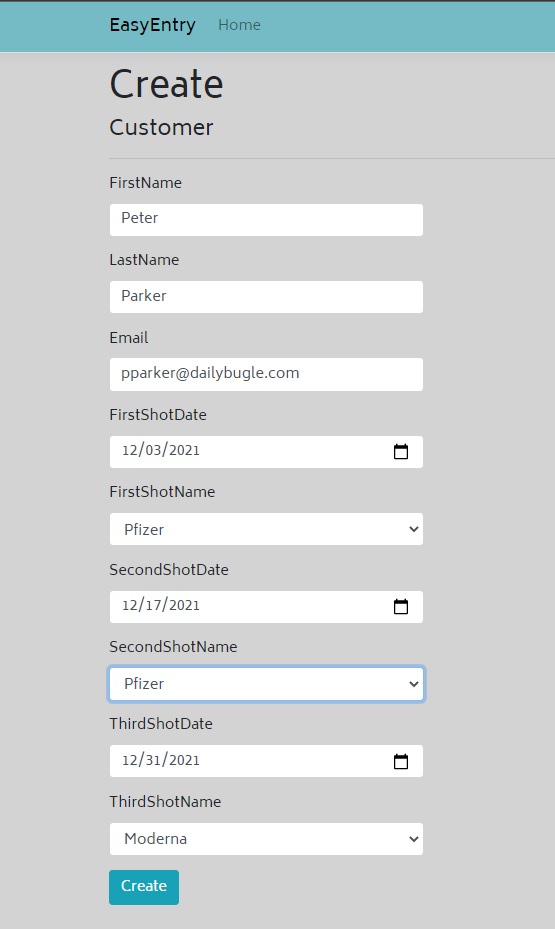 EasyEntry Home
Create
Customer
FirstName
Peter
LastName
Parker
Email
pparker@dailybugle.com
FirstShotDate
12/03/2021
FirstShotName
Pfizer
SecondShotDate
12/17/2021
SecondShotName
Pfizer
ThirdShotDate
12/31/2021
ThirdShotName
Moderna
Create